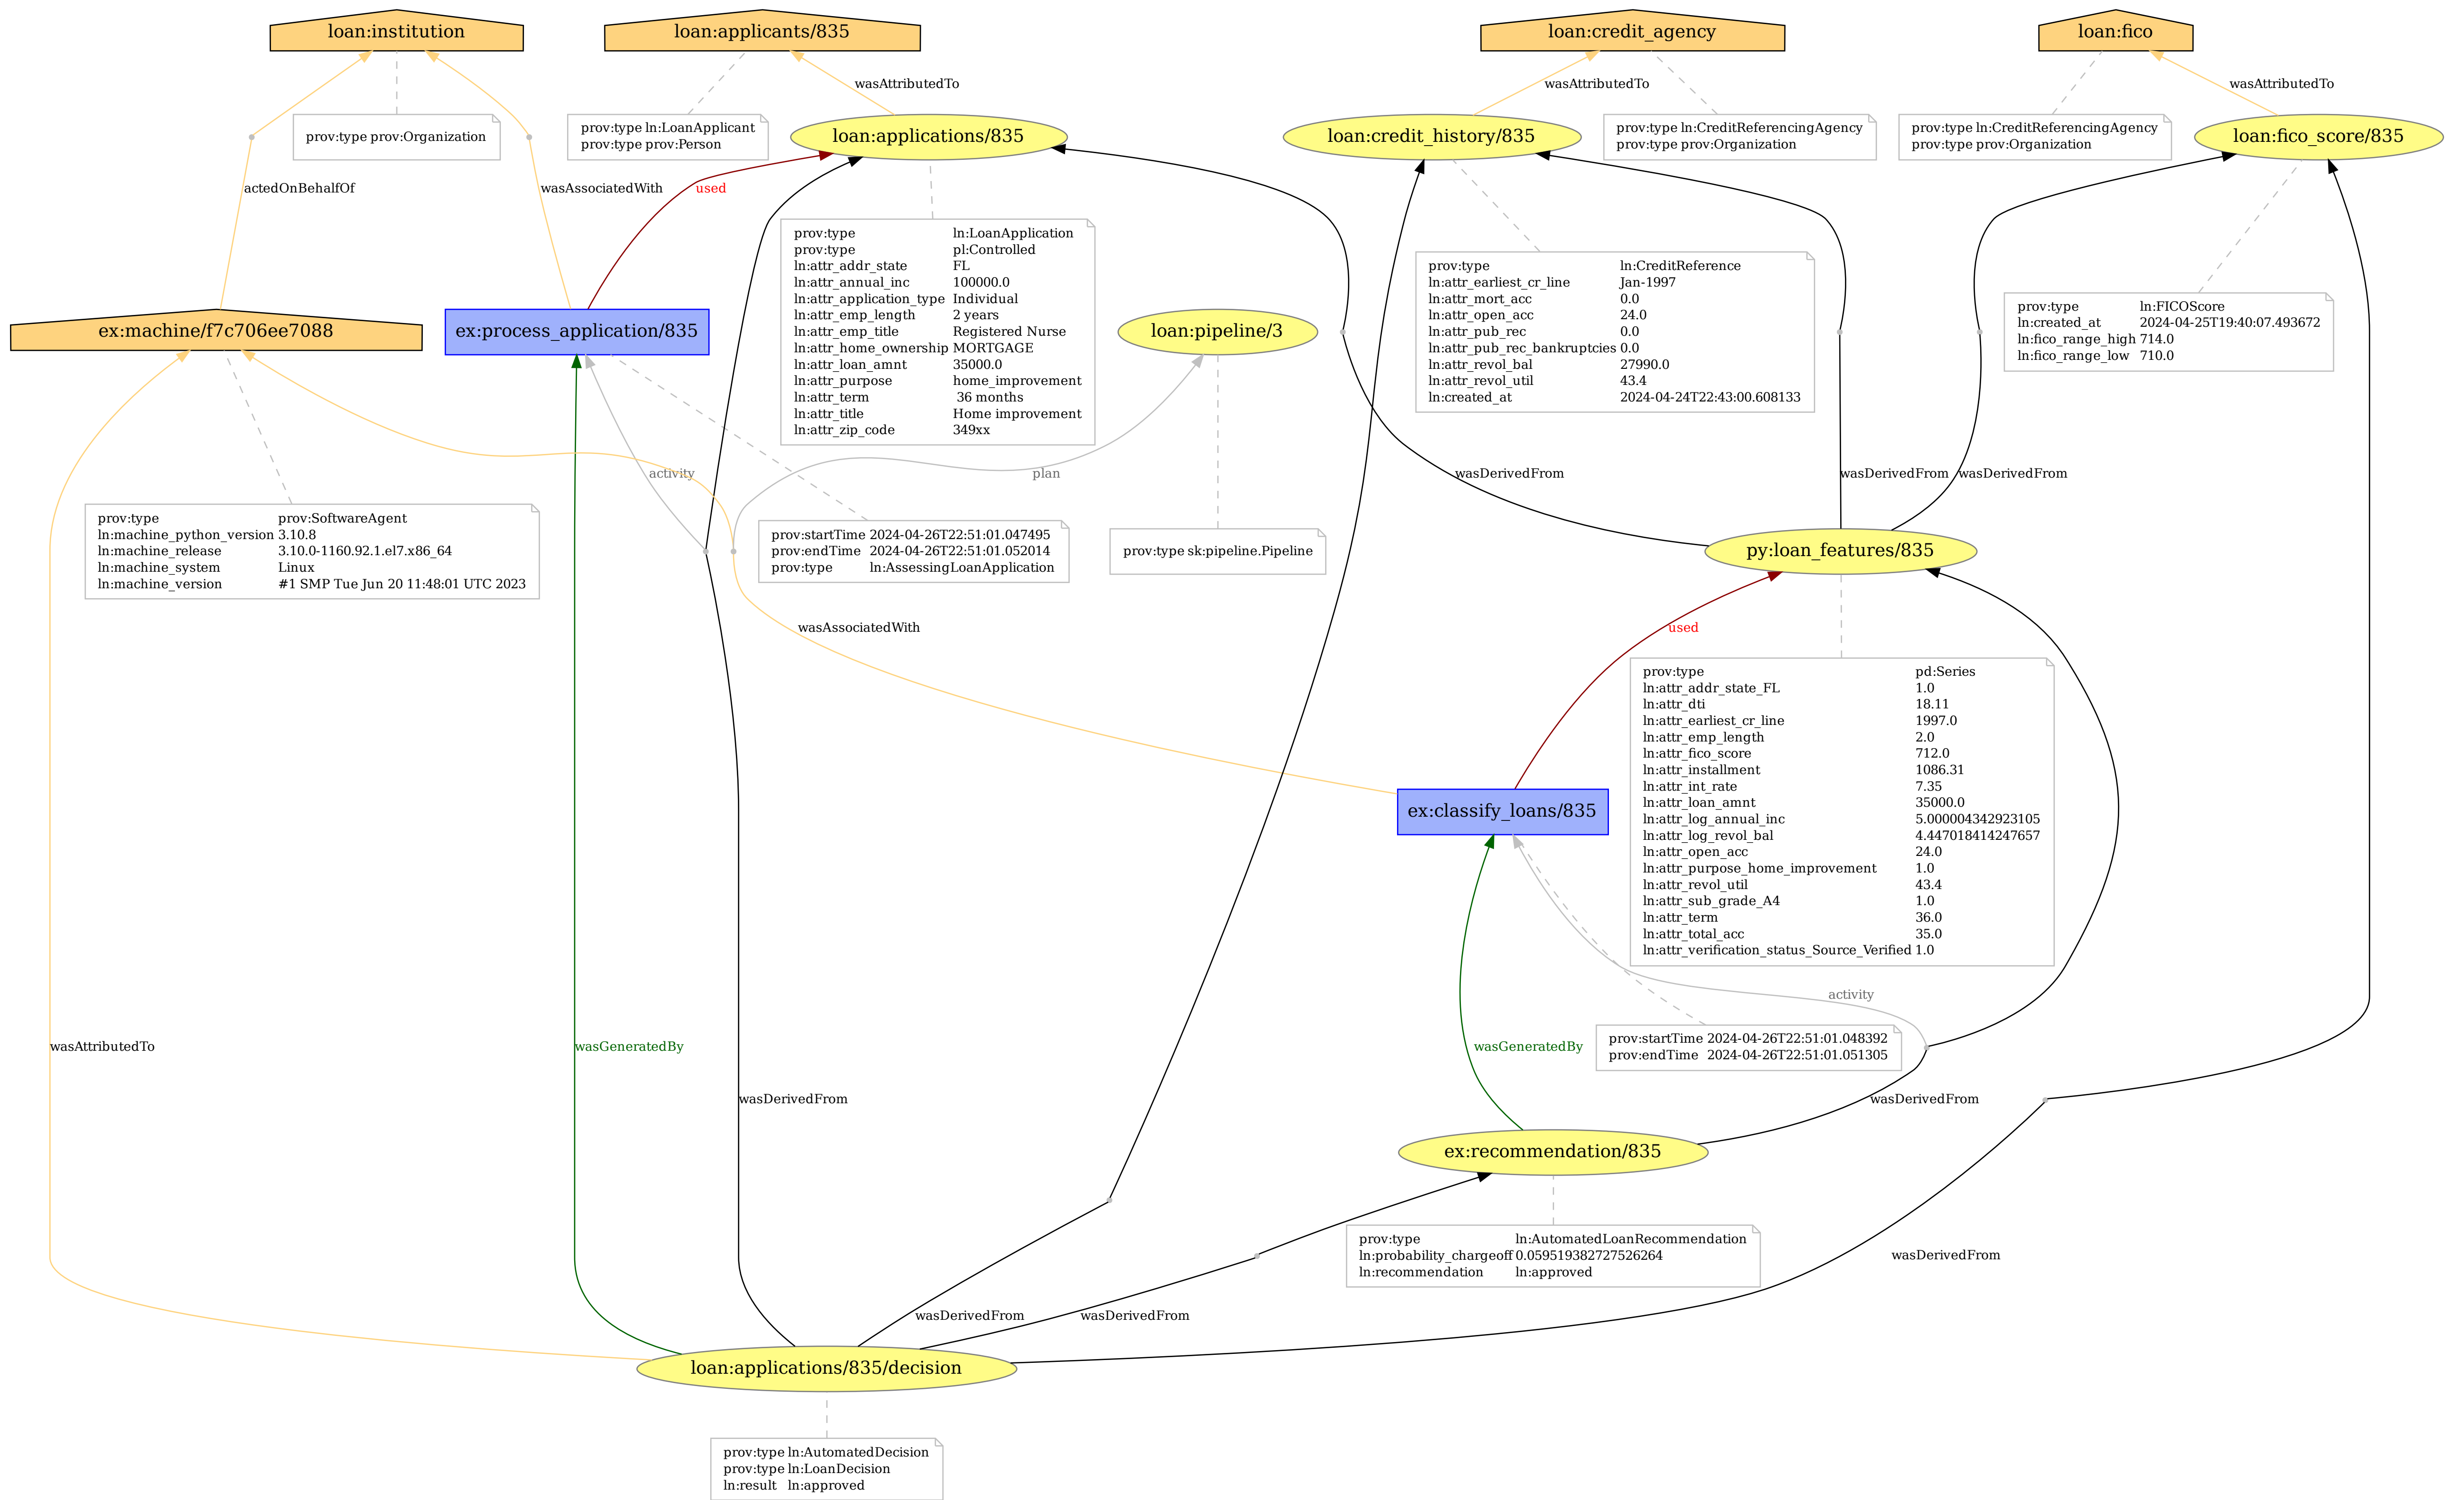 loan:institution
loan:applicants/835
loan:credit_agency
loan:fico
wasAttributedTo
wasAttributedTo
wasAttributedTo
prov:type prov:Organization
prov:type ln:LoanApplicant
prov:type prov:Person
loan:applications/835
loan:credit_history/835
prov:type ln:CreditReferencingAgency
prov:type prov:Organization
prov:type ln:CreditReferencingAgency
prov:type prov:Organization
loan:fico_score/835
actedOnBehalfOf
wasAssociatedWith
used
prov:type ln:LoanApplication
prov:type pl:Controlled
ln:attr_addr_state FL
ln:attr_annual_inc 100000.0
ln:attr_application_type Individual
ln:attr_emp_length 2 years
ln:attr_emp_title Registered Nurse
ln:attr_home_ownership MORTGAGE
ln:attr_loan_amnt 35000.0
ln:attr_purpose home_improvement
ln:attr_term 36 months
ln:attr_title Home improvement
ln:attr_zip_code 349xx
prov:type ln:CreditReference
ln:attr_earliest_cr_line Jan-1997
ln:attr_mort_acc 0.0
ln:attr_open_acc 24.0
ln:attr_pub_rec 0.0
ln:attr_pub_rec_bankruptcies 0.0
ln:attr_revol_bal 27990.0
ln:attr_revol_util 43.4
ln:created_at 2024-04-24T22:43:00.608133
prov:type ln:FICOScore
ln:created_at 2024-04-25T19:40:07.493672
ln:fico_range_high 714.0
ln:fico_range_low 710.0
ex:machine/f7c706ee7088
ex:process_application/835
loan:pipeline/3
activity
plan
wasDerivedFrom
wasDerivedFrom
wasDerivedFrom
prov:type prov:SoftwareAgent
ln:machine_python_version 3.10.8
ln:machine_release 3.10.0-1160.92.1.el7.x86_64
ln:machine_system Linux
ln:machine_version #1 SMP Tue Jun 20 11:48:01 UTC 2023
prov:startTime 2024-04-26T22:51:01.047495
prov:endTime 2024-04-26T22:51:01.052014
prov:type ln:AssessingLoanApplication
prov:type sk:pipeline.Pipeline
py:loan_features/835
wasAssociatedWith
used
prov:type pd:Series
ln:attr_addr_state_FL 1.0
ln:attr_dti 18.11
ln:attr_earliest_cr_line 1997.0
ln:attr_emp_length 2.0
ln:attr_fico_score 712.0
ln:attr_installment 1086.31
ln:attr_int_rate 7.35
ln:attr_loan_amnt 35000.0
ln:attr_log_annual_inc 5.000004342923105
ln:attr_log_revol_bal 4.447018414247657
ln:attr_open_acc 24.0
ln:attr_purpose_home_improvement 1.0
ln:attr_revol_util 43.4
ln:attr_sub_grade_A4 1.0
ln:attr_term 36.0
ln:attr_total_acc 35.0
ln:attr_verification_status_Source_Verified 1.0
ex:classify_loans/835
activity
prov:startTime 2024-04-26T22:51:01.048392
prov:endTime 2024-04-26T22:51:01.051305
wasAttributedTo
wasGeneratedBy
wasGeneratedBy
wasDerivedFrom
wasDerivedFrom
ex:recommendation/835
prov:type ln:AutomatedLoanRecommendation
ln:probability_chargeoff 0.059519382727526264
ln:recommendation ln:approved
wasDerivedFrom
wasDerivedFrom
wasDerivedFrom
loan:applications/835/decision
prov:type ln:AutomatedDecision
prov:type ln:LoanDecision
ln:result ln:approved